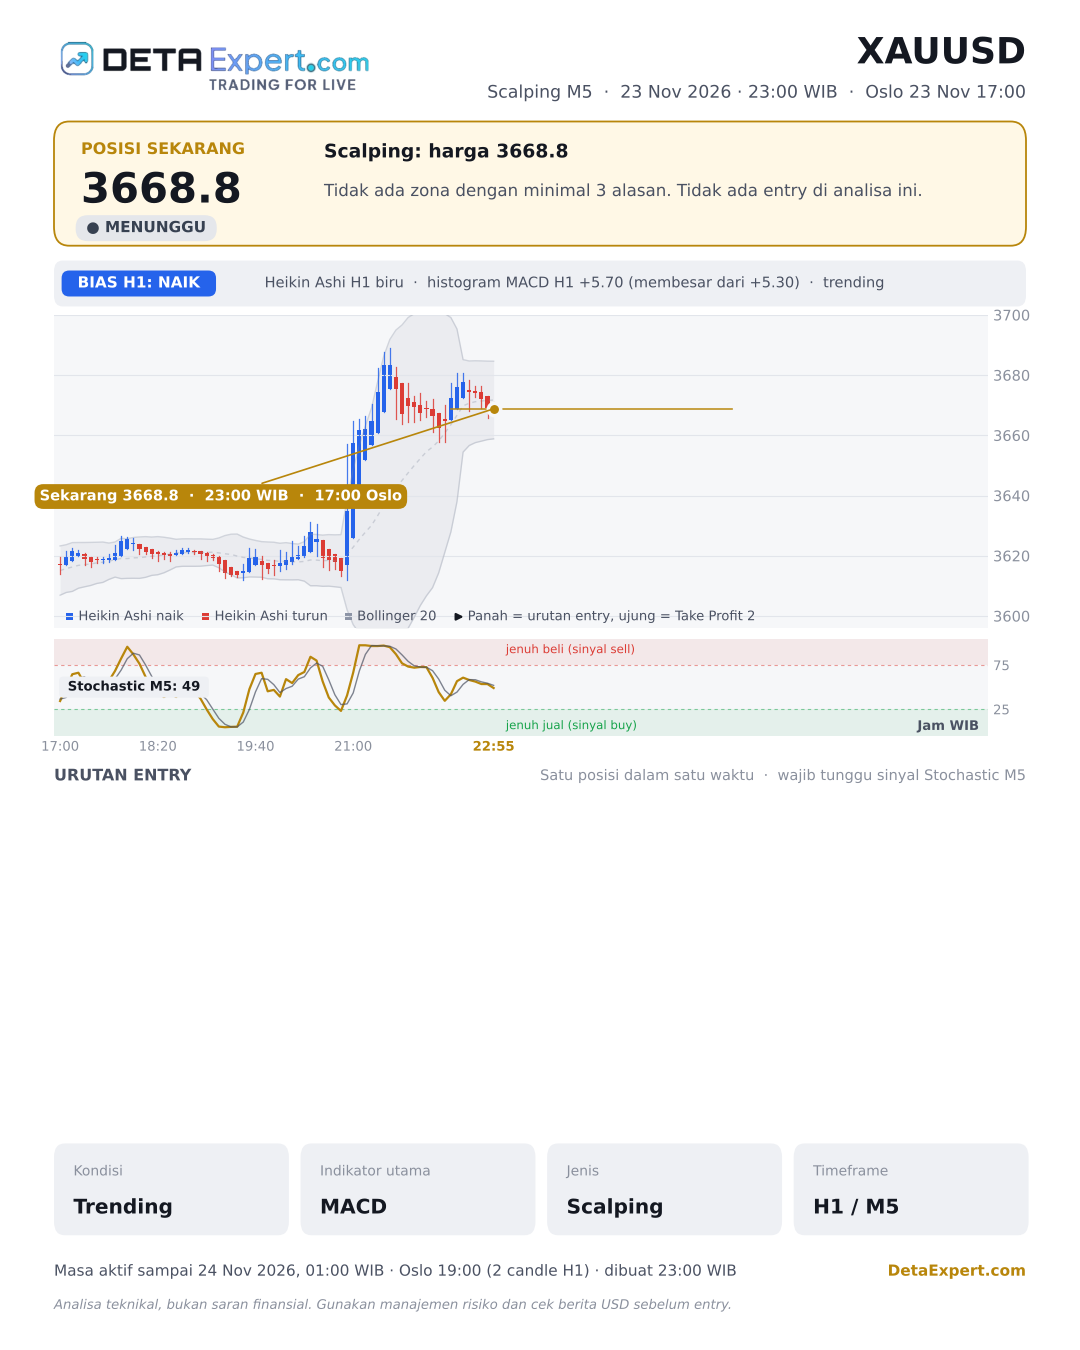 DETA Expert.com
TRADING FOR LIVE
XAUUSD
Scalping M5 · 23 Nov 2026 · 23:00 WIB · Oslo 23 Nov 17:00
POSISI SEKARANG
3668.8
● MENUNGGU
Scalping: harga 3668.8
Tidak ada zona dengan minimal 3 alasan. Tidak ada entry di analisa ini.
BIAS H1: NAIK
Heikin Ashi H1 biru · histogram MACD H1 +5.70 (membesar dari +5.30) · trending
3700
3680
3660
3640
3620
3600
Sekarang 3668.8 · 23:00 WIB · 17:00 Oslo
Heikin Ashi naik
Heikin Ashi turun
Bollinger 20
Panah = urutan entry, ujung = Take Profit 2
jenuh beli (sinyal sell)
75
Stochastic M5: 49
25
jenuh jual (sinyal buy)
Jam WIB
17:00 18:20 19:40 21:00 22:55
URUTAN ENTRY
Satu posisi dalam satu waktu · wajib tunggu sinyal Stochastic M5
Kondisi
Trending
Indikator utama
MACD
Jenis
Scalping
Timeframe
H1 / M5
Masa aktif sampai 24 Nov 2026, 01:00 WIB · Oslo 19:00 (2 candle H1) · dibuat 23:00 WIB
DetaExpert.com
Analisa teknikal, bukan saran finansial. Gunakan manajemen risiko dan cek berita USD sebelum entry.